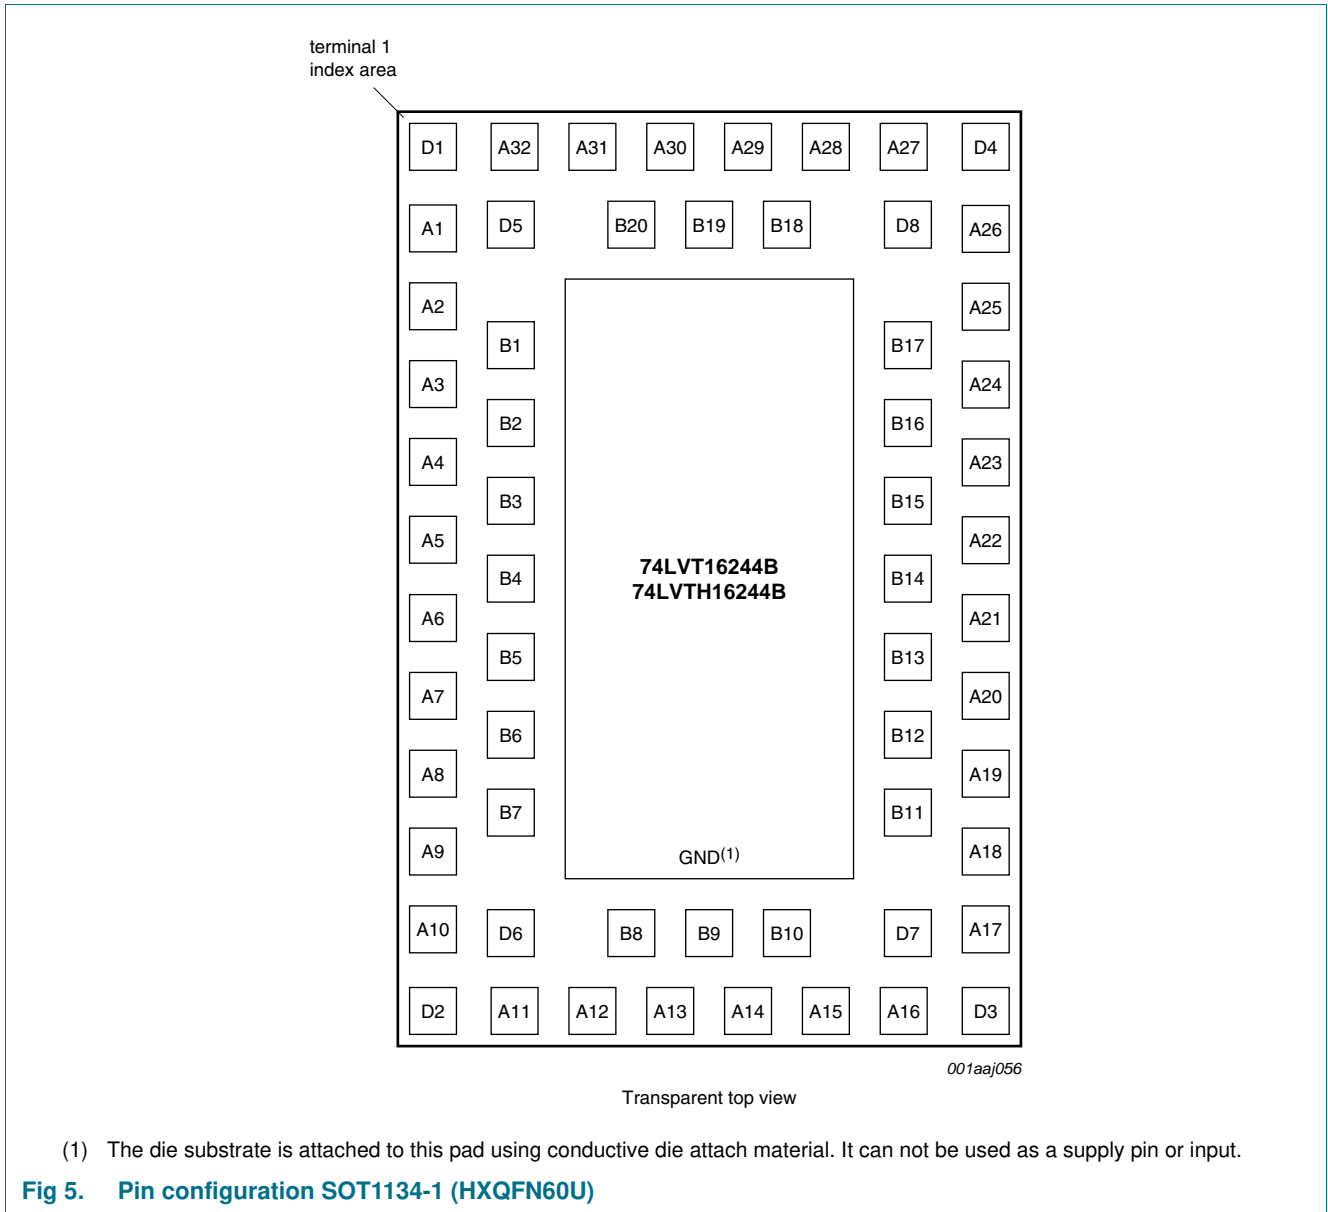 terminal 1
index area
D1 A32 A31 A30 A29 A28 A27 D4
A1 D5 B20 B19 B18 D8 A26
A2 A25
B1 B17
A3 A24
B2 B16
A4 A23
B3 B15
A5 A22
74LVT16244B
B4 B14
74LVTH16244B
A6 A21
B5 B13
A7 A20
B6 B12
A8 A19
B7 B11
A9 GND(1) A18
A10 D6 B8 B9 B10 D7 A17
D2 A11 A12 A13 A14 A15 A16 D3
001aaj056
Transparent top view
(1) The die substrate is attached to this pad using conductive die attach material. It can not be used as a supply pin or input.
Fig 5. Pin configuration SOT1134-1 (HXQFN60U)